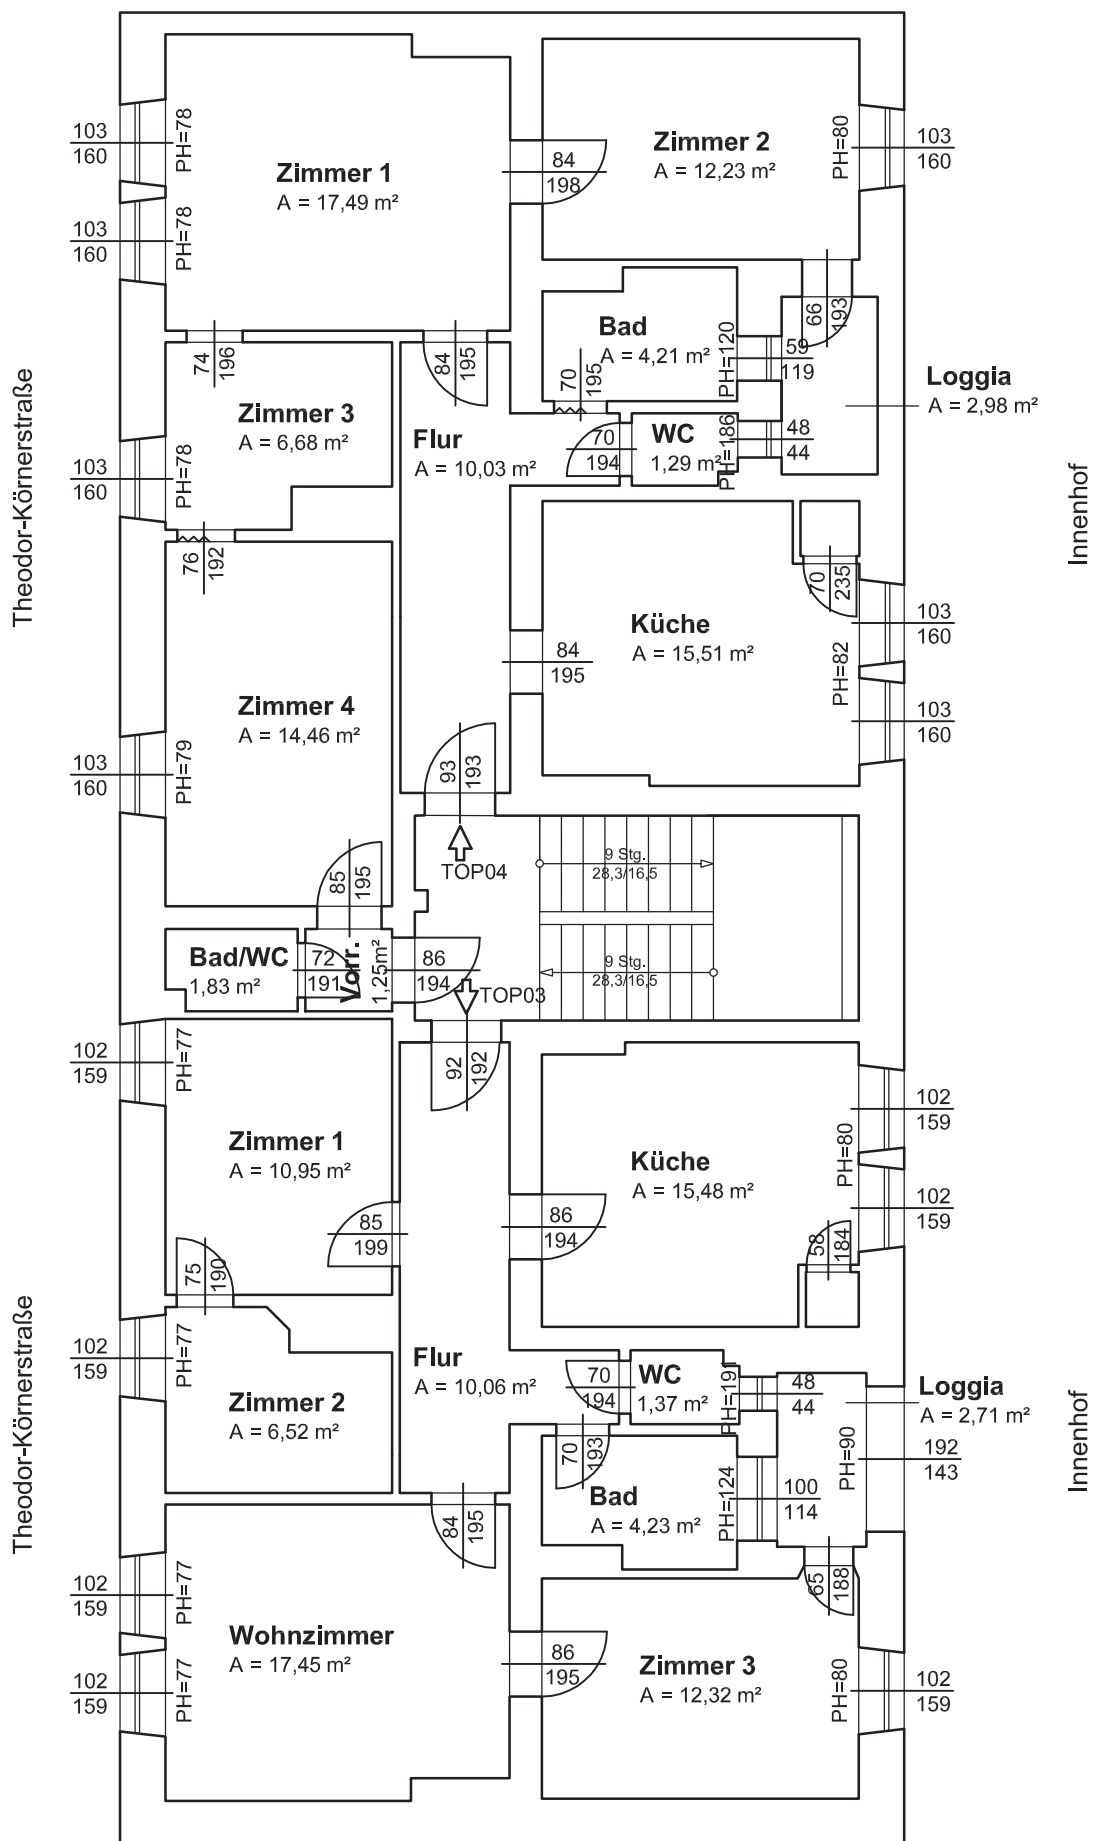 Theodor-Körnerstraße
Innenhof
Zimmer 1
A = 17,49 m²
103
160
PH=78
103
160
PH=78
84
198
Zimmer 2
A = 12,23 m²
PH=80
103
160
66
193
Bad
A = 4,21 m²
PH=120
59
119
70
195
Loggia
A = 2,98 m²
74
196
84
195
Zimmer 3
A = 6,68 m²
103
160
PH=78
Flur
A = 10,03 m²
70
194
WC
1,29 m²
PH=186
48
44
76
192
Küche
A = 15,51 m²
70
235
103
160
PH=82
103
160
84
195
Zimmer 4
A = 14,46 m²
103
160
PH=79
93
193
TOP04
9 Stg.
28,3/16,5
85
195
Bad/WC
1,83 m²
72
191
Vorr.
1,25m²
86
194
9 Stg.
28,3/16,5
TOP03
92
192
Theodor-Körnerstraße
Innenhof
102
159
PH=77
Zimmer 1
A = 10,95 m²
85
199
Küche
A = 15,48 m²
PH=80
102
159
102
159
86
194
58
184
75
190
102
159
PH=77
Zimmer 2
A = 6,52 m²
Flur
A = 10,06 m²
70
194
WC
1,37 m²
PH=191
48
44
Loggia
A = 2,71 m²
PH=90
192
143
70
193
Bad
A = 4,23 m²
PH=124
100
114
84
195
65
188
102
159
PH=77
Wohnzimmer
A = 17,45 m²
102
159
PH=77
86
195
Zimmer 3
A = 12,32 m²
PH=80
102
159